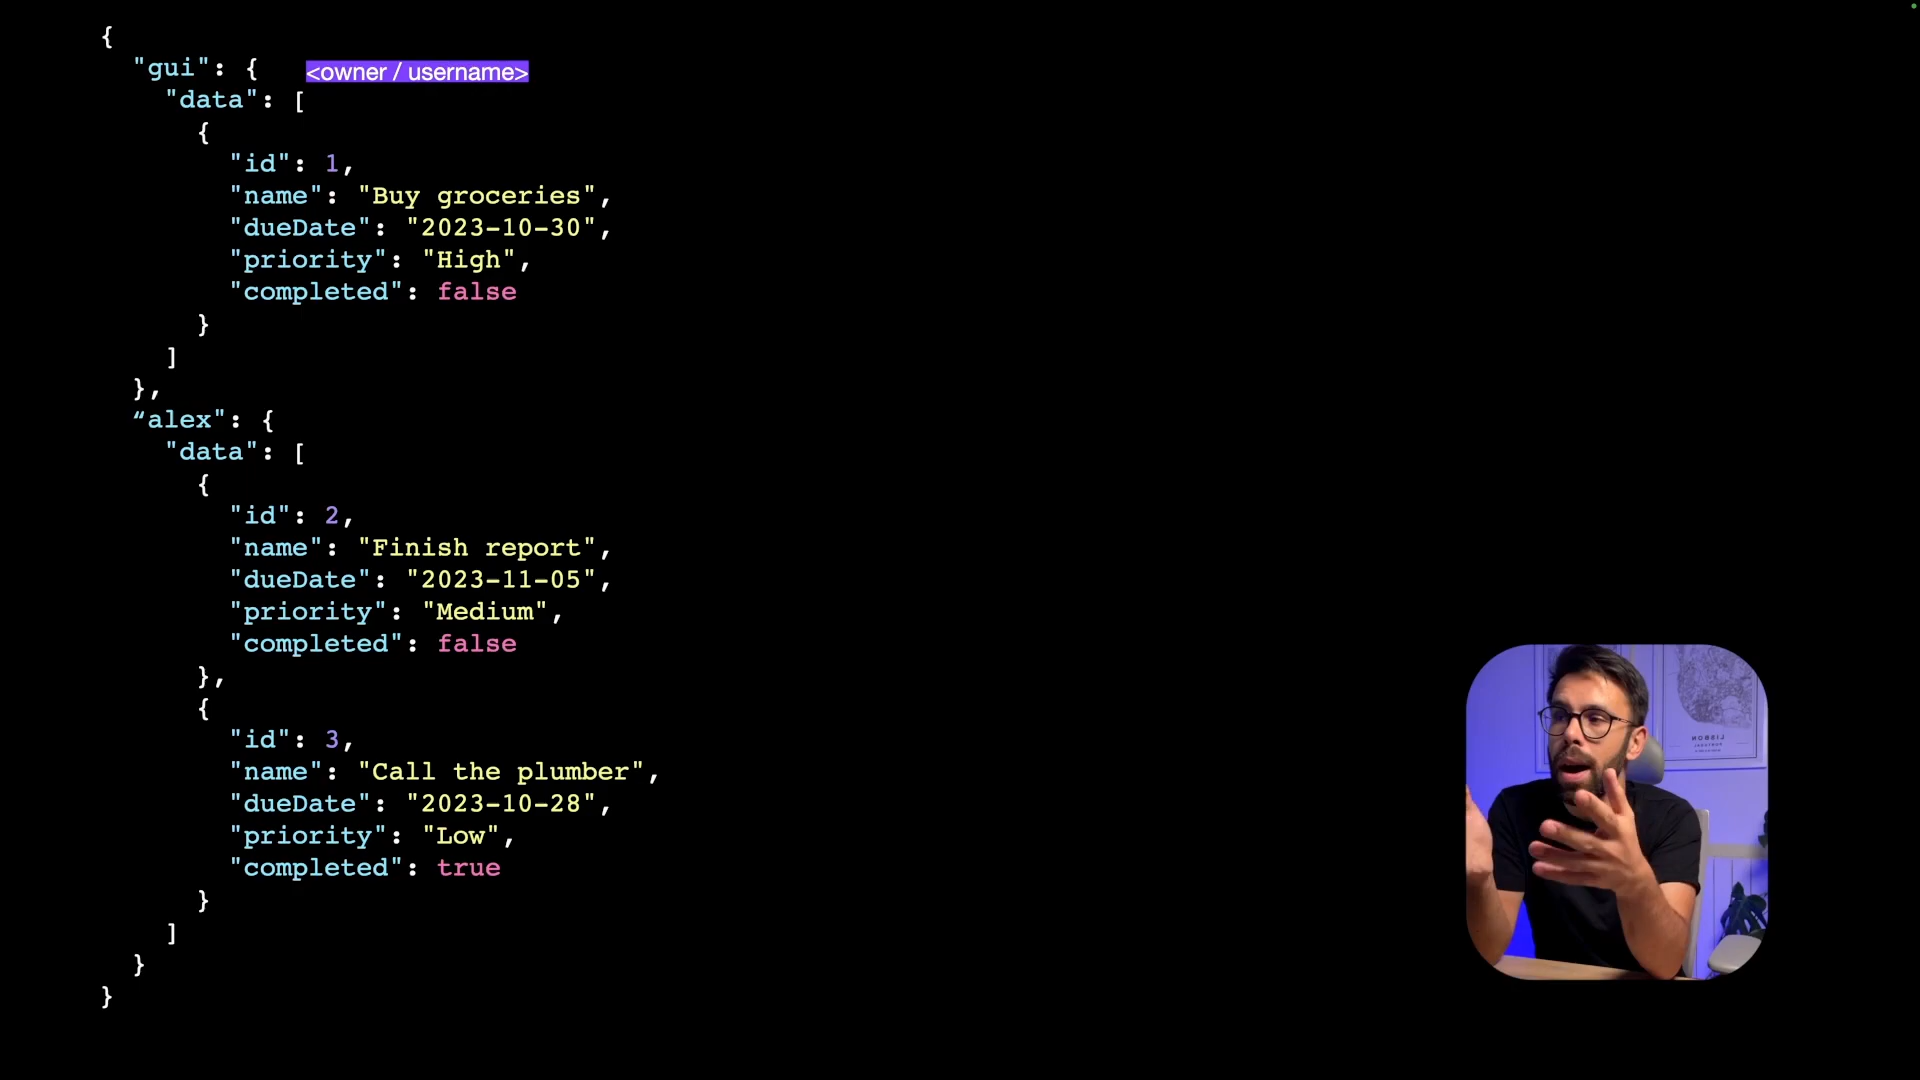 {
"gui": { <owner / username>
"data": [
{
"id": 1,
"name": "Buy groceries",
"dueDate": "2023-10-30",
"priority": "High",
"completed": false
}
]
},
“alex": {
"data": [
{
"id": 2,
"name": "Finish report",
"dueDate": "2023-11-05",
"priority": "Medium",
"completed": false
},
{
"id": 3,
"name": "Call the plumber",
"dueDate": "2023-10-28",
"priority": "Low",
"completed": true
}
]
}
}
LISBON